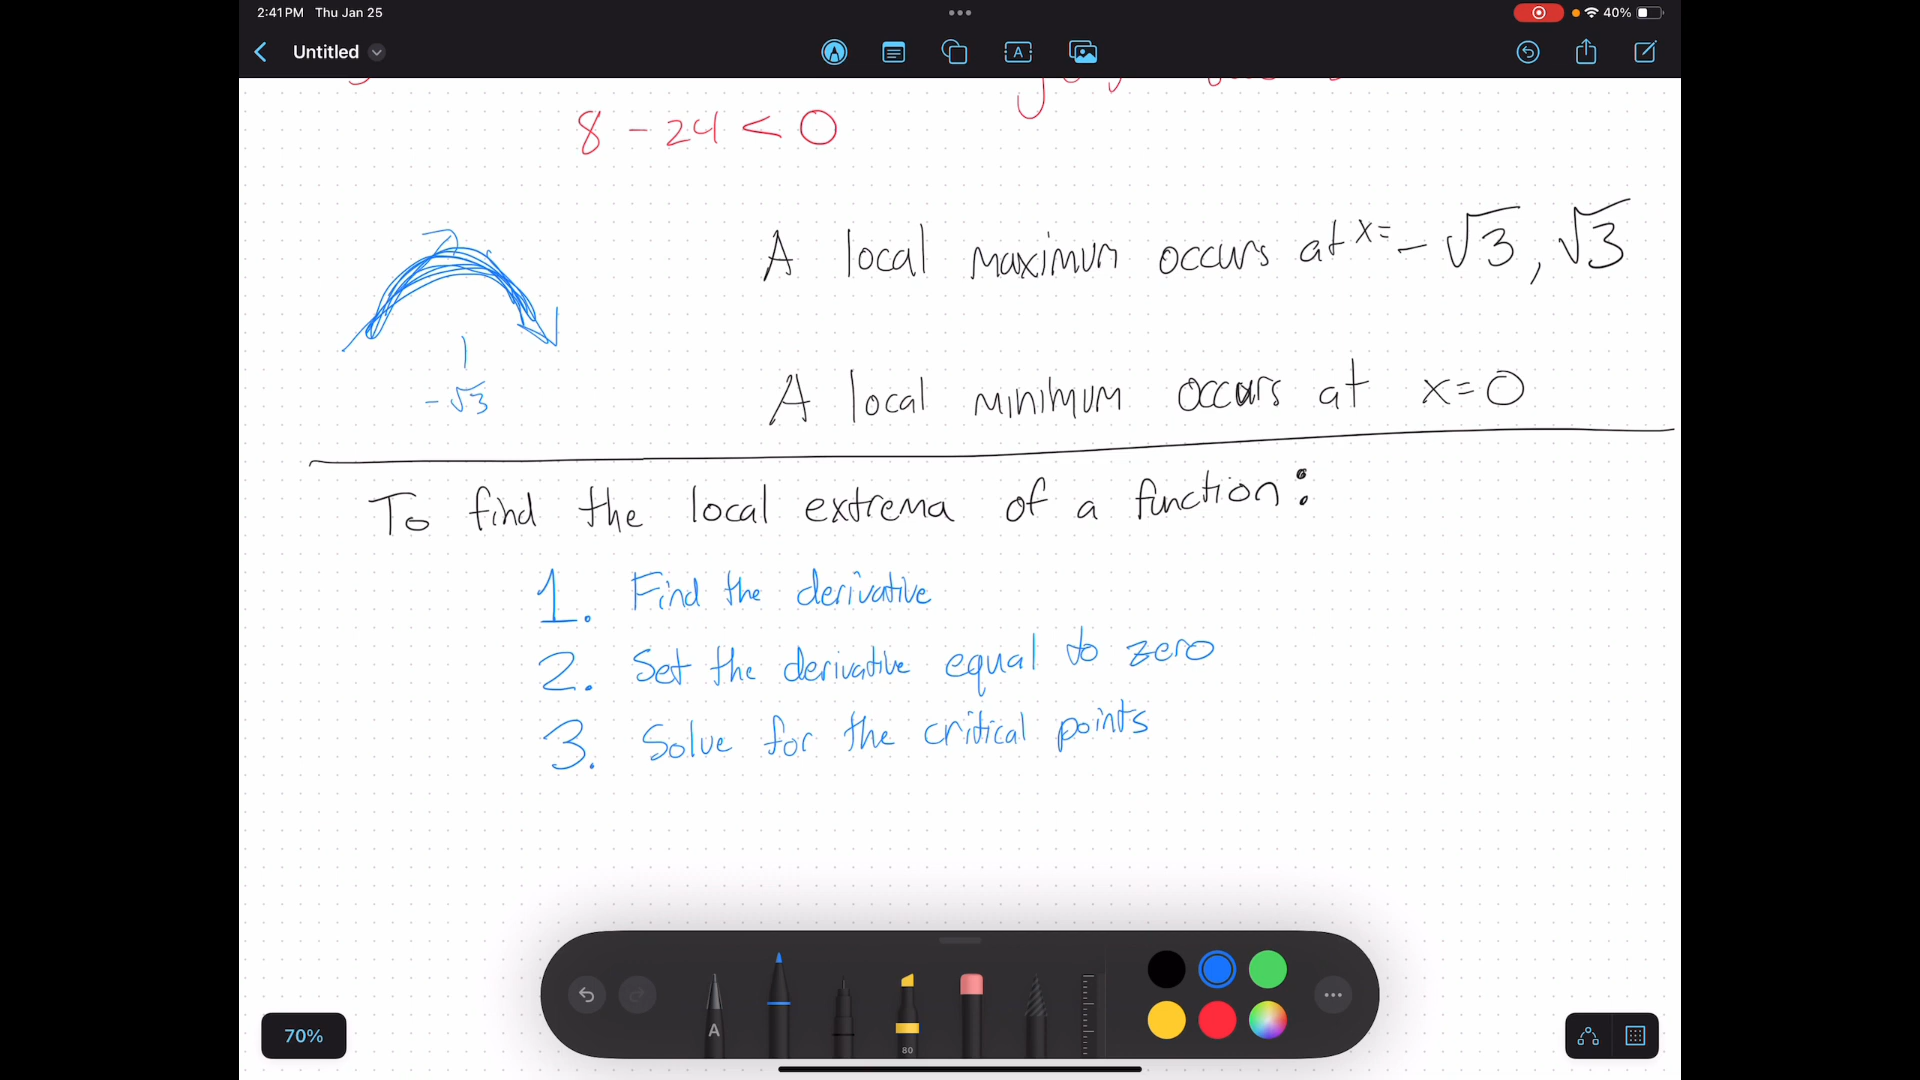 2:41 PM Thu Jan 25
40%
Untitled
8 - 24 < 0
A local maximum occurs at x= -√3, √3
-√3
A local minimum occurs at x=0
To find the local extrema of a function:
1. Find the derivative
2. Set the derivative equal to zero
3. Solve for the critical points
A
80
70%